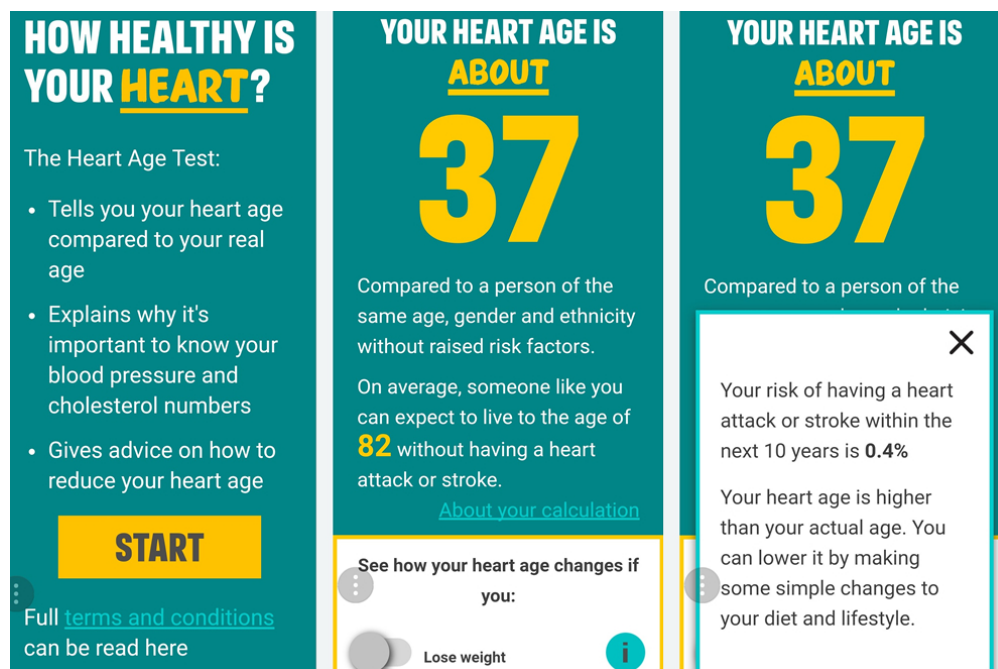 HOW HEALTHY IS
YOUR HEART?
The Heart Age Test:
• Tells you your heart age
compared to your real
age
• Explains why it's
important to know your
blood pressure and
cholesterol numbers
• Gives advice on how to
reduce your heart age
START
Full terms and conditions
can be read here
YOUR HEART AGE IS
ABOUT
37
Compared to a person of the
same age, gender and ethnicity
without raised risk factors.
On average, someone like you
can expect to live to the age of
82 without having a heart
attack or stroke.
About your calculation
See how your heart age changes if
you:
Lose weight
i
YOUR HEART AGE IS
ABOUT
37
Compared to a person of the
Your risk of having a heart
attack or stroke within the
next 10 years is 0.4%
Your heart age is higher
than your actual age. You
can lower it by making
some simple changes to
your diet and lifestyle.